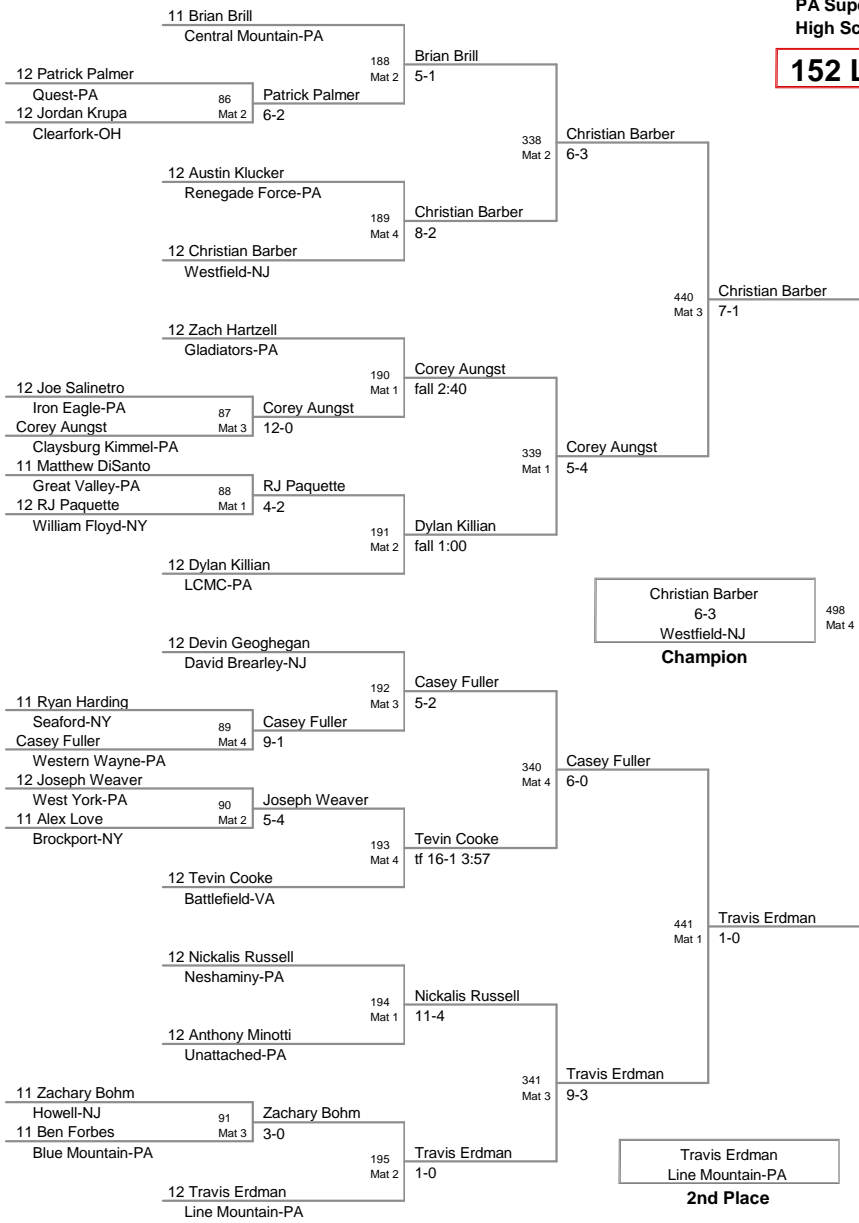 PA Supe
High Sc
152 L
11 Brian Brill
Central Mountain-PA
188
Mat 2
Brian Brill
5-1
12 Patrick Palmer
Quest-PA
86
Mat 2
Patrick Palmer
6-2
12 Jordan Krupa
Clearfork-OH
338
Mat 2
Christian Barber
6-3
12 Austin Klucker
Renegade Force-PA
189
Mat 4
Christian Barber
8-2
12 Christian Barber
Westfield-NJ
440
Mat 3
Christian Barber
7-1
12 Zach Hartzell
Gladiators-PA
190
Mat 1
Corey Aungst
fall 2:40
12 Joe Salinetro
Iron Eagle-PA
87
Mat 3
Corey Aungst
12-0
Corey Aungst
Claysburg Kimmel-PA
339
Mat 1
Corey Aungst
5-4
11 Matthew DiSanto
Great Valley-PA
88
Mat 1
RJ Paquette
4-2
12 RJ Paquette
William Floyd-NY
191
Mat 2
Dylan Killian
fall 1:00
12 Dylan Killian
LCMC-PA
Christian Barber
6-3
Westfield-NJ
Champion
498
Mat 4
12 Devin Geoghegan
David Brearley-NJ
192
Mat 3
Casey Fuller
5-2
11 Ryan Harding
Seaford-NY
89
Mat 4
Casey Fuller
9-1
Casey Fuller
Western Wayne-PA
340
Mat 4
Casey Fuller
6-0
12 Joseph Weaver
West York-PA
90
Mat 2
Joseph Weaver
5-4
11 Alex Love
Brockport-NY
193
Mat 4
Tevin Cooke
tf 16-1 3:57
12 Tevin Cooke
Battlefield-VA
441
Mat 1
Travis Erdman
1-0
12 Nickalis Russell
Neshaminy-PA
194
Mat 1
Nickalis Russell
11-4
12 Anthony Minotti
Unattached-PA
341
Mat 3
Travis Erdman
9-3
11 Zachary Bohm
Howell-NJ
91
Mat 3
Zachary Bohm
3-0
11 Ben Forbes
Blue Mountain-PA
195
Mat 2
Travis Erdman
1-0
12 Travis Erdman
Line Mountain-PA
Travis Erdman
Line Mountain-PA
2nd Place